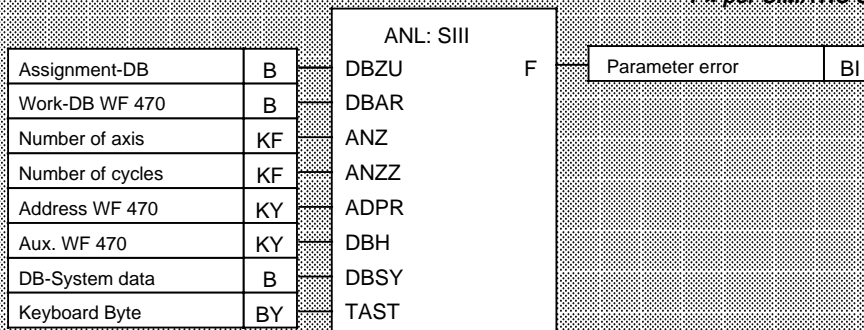 ANL: SIII
Assignment-DB B DBZU F Parameter error BI
Work-DB WF 470 B DBAR
Number of axis KF ANZ
Number of cycles KF ANZZ
Address WF 470 KY ADPR
Aux. WF 470 KY DBH
DB-System data B DBSY
Keyboard Byte BY TAST